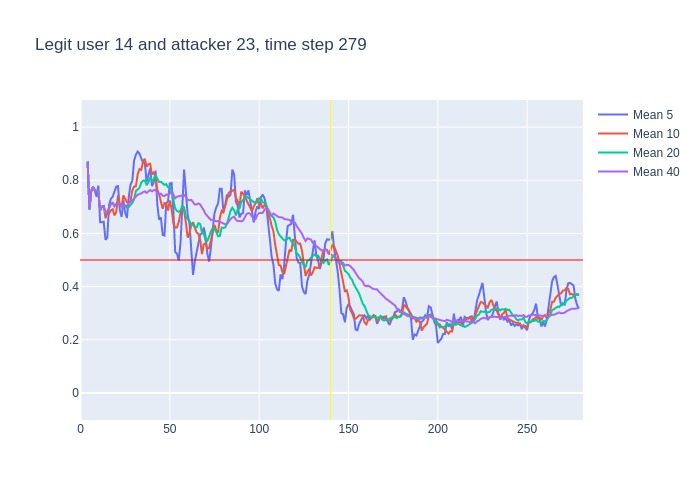 Legit user 14 and attacker 23, time step 279
Mean 5
Mean 10
Mean 20
Mean 40
1
0.8
0.6
0.4
0.2
0
0 50 100 150 200 250